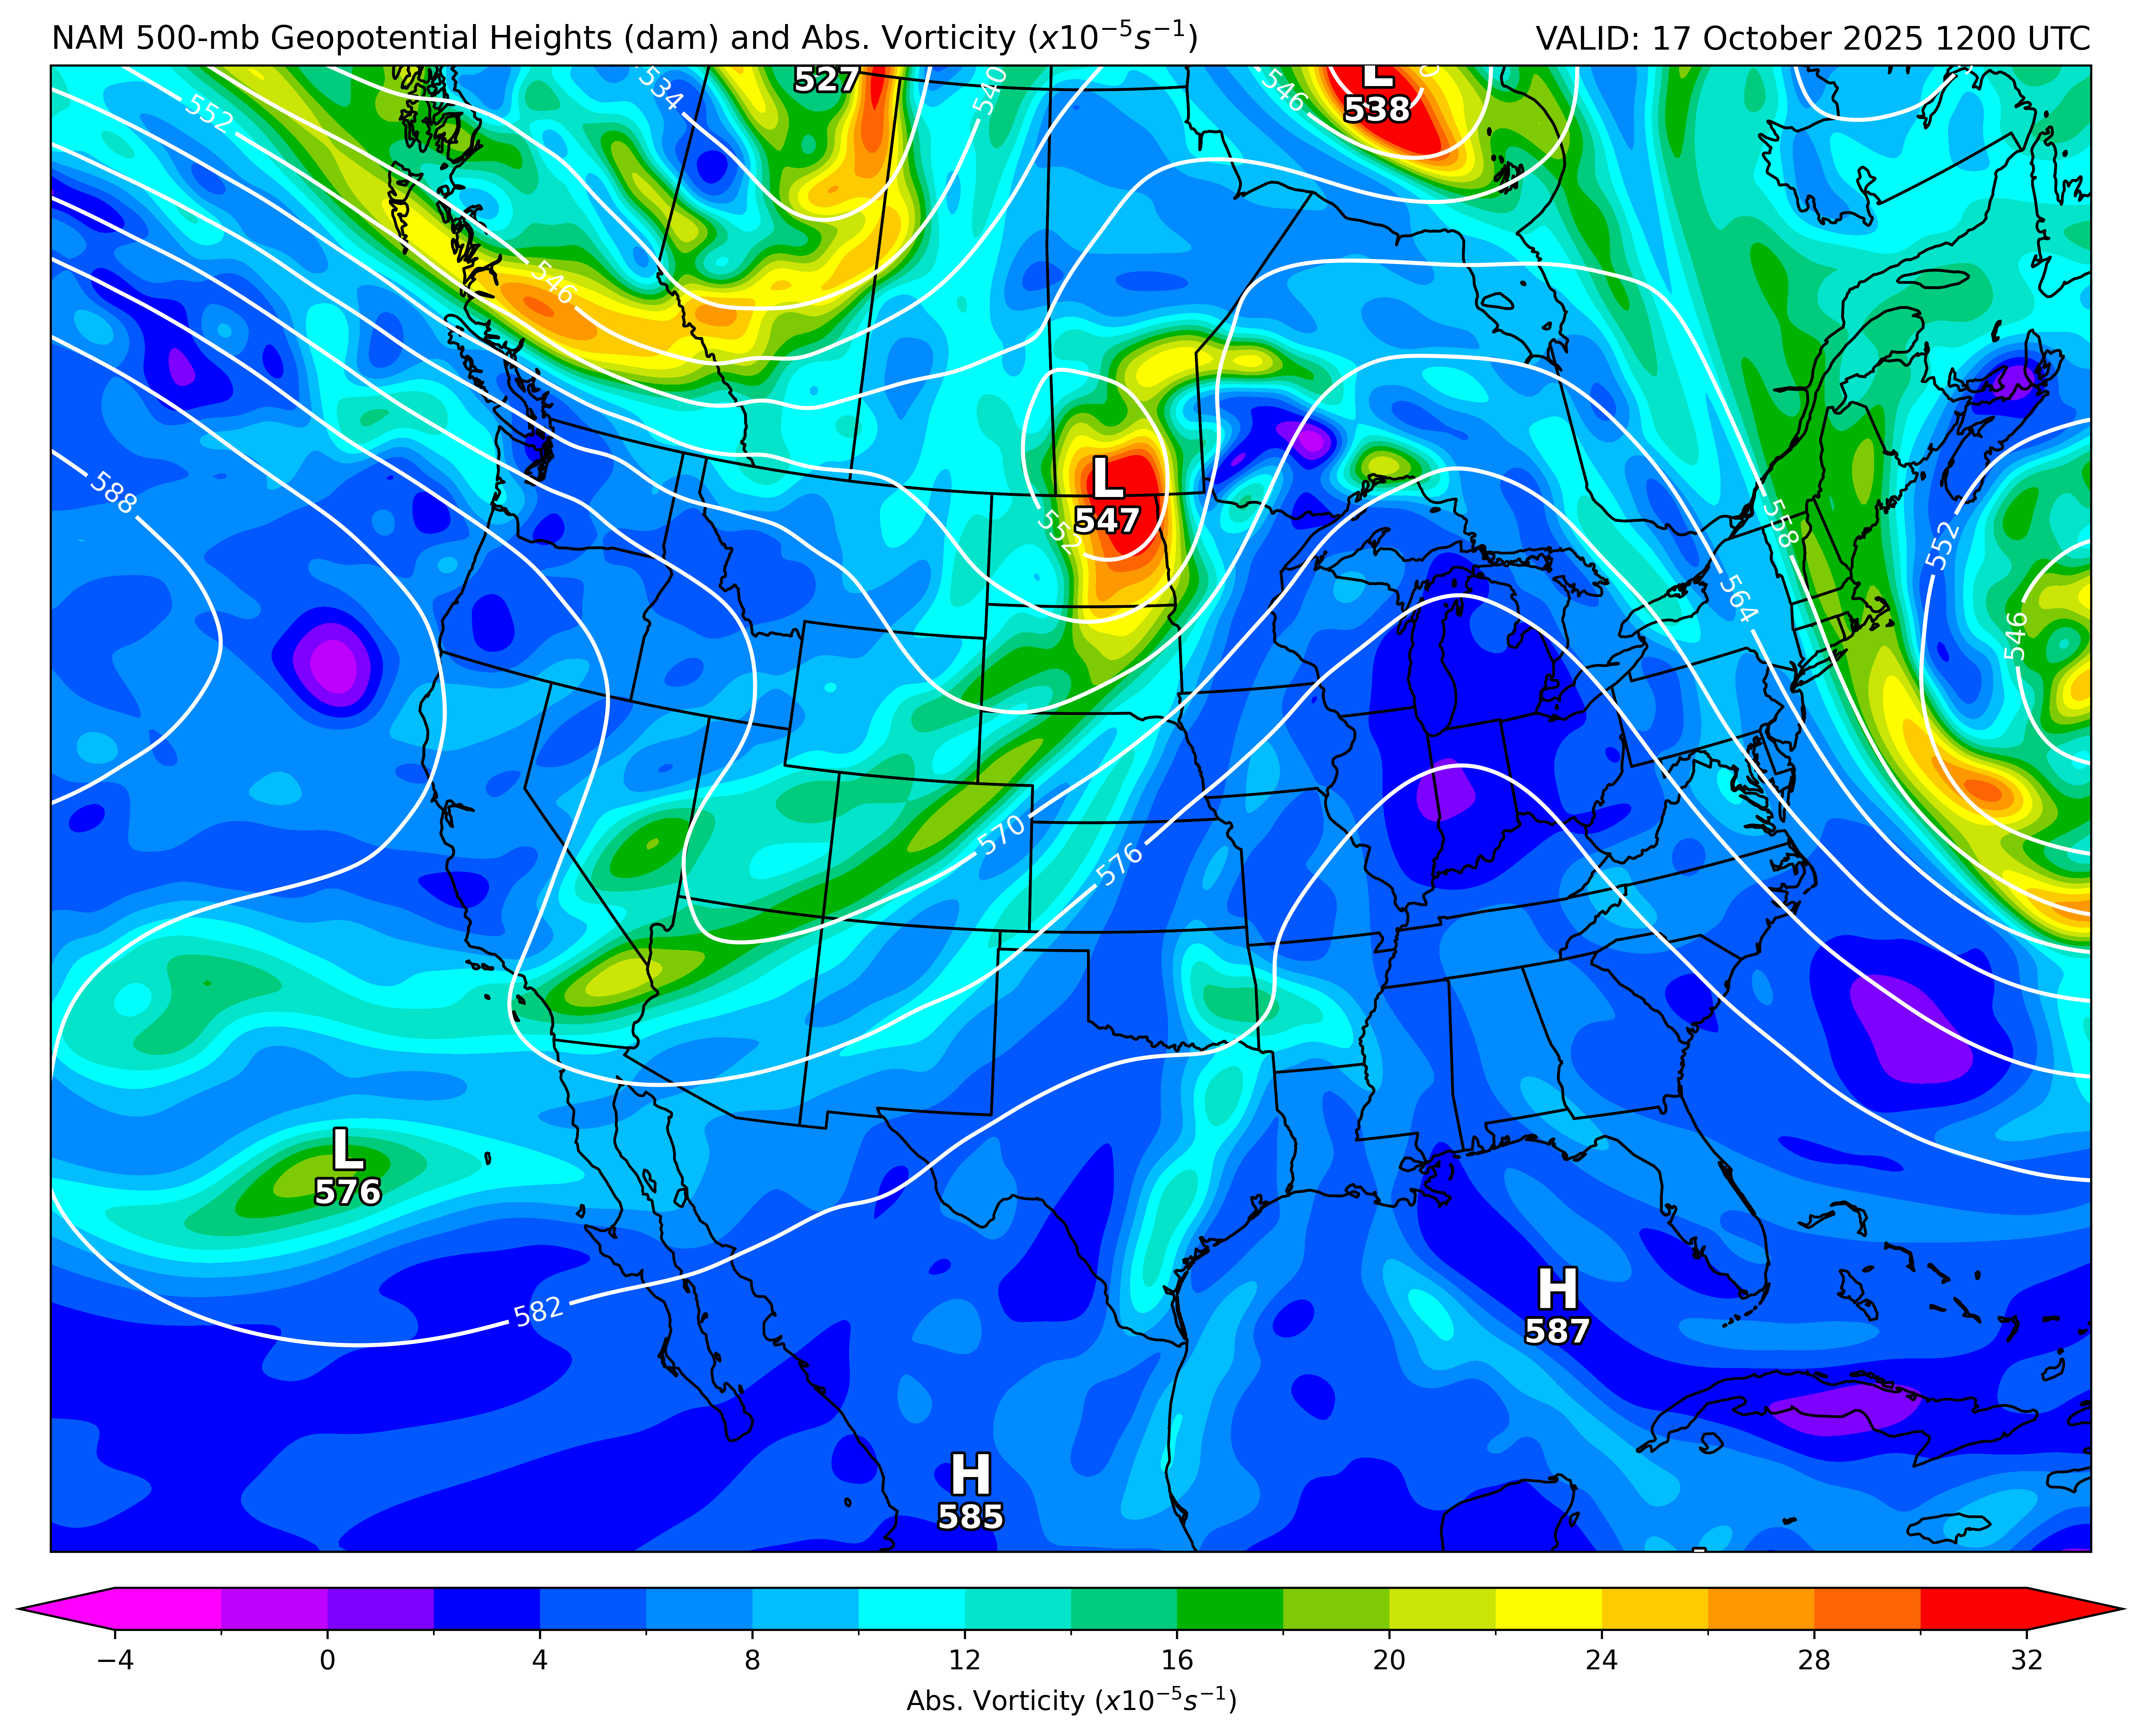 NAM 500-mb Geopotential Heights (dam) and Abs. Vorticity (x10⁻⁵s⁻¹)
VALID: 17 October 2025 1200 UTC
527
L
538
534
540
546
552
546
L
547
552
588
558
552
564
546
570
576
L
576
582
H
587
H
585
−4 0 4 8 12 16 20 24 28 32
Abs. Vorticity (x10⁻⁵s⁻¹)